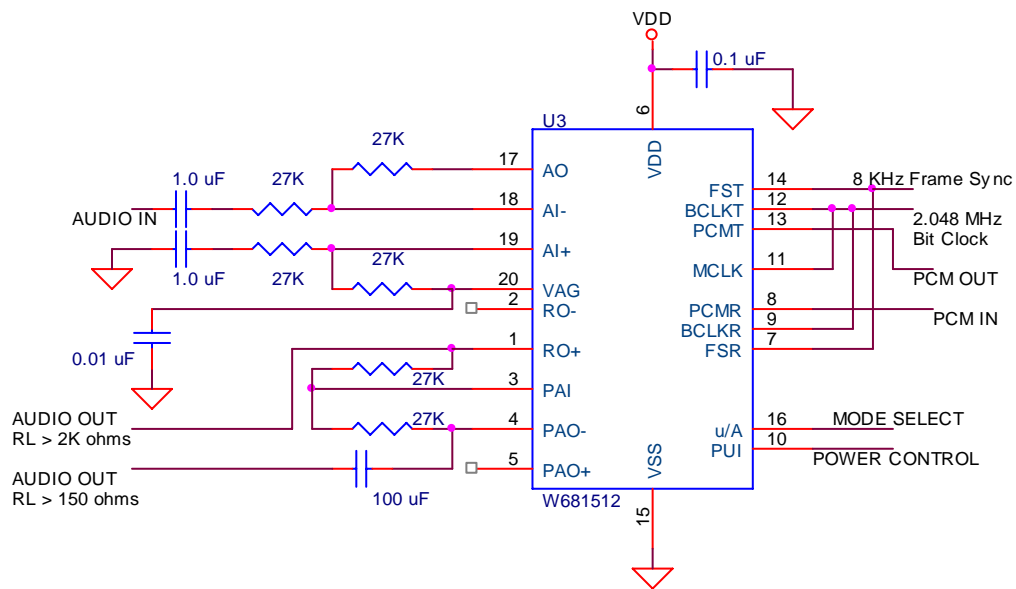 VDD
0.1 uF
6
U3
27K
17
AO
VDD
14
FST
8 KHz Frame Sync
1.0 uF
27K
18
AI-
12
BCLKT
2.048 MHz
Bit Clock
AUDIO IN
13
PCMT
19
AI+
27K
11
MCLK
1.0 uF
27K
PCM OUT
20
VAG
2
RO-
8
PCMR
PCM IN
9
BCLKR
0.01 uF
1
RO+
7
FSR
27K
3
PAI
AUDIO OUT
RL > 2K ohms
27K
4
PAO-
16
u/A
MODE SELECT
10
PUI
POWER CONTROL
5
PAO+
VSS
AUDIO OUT
RL > 150 ohms
100 uF
W681512
15